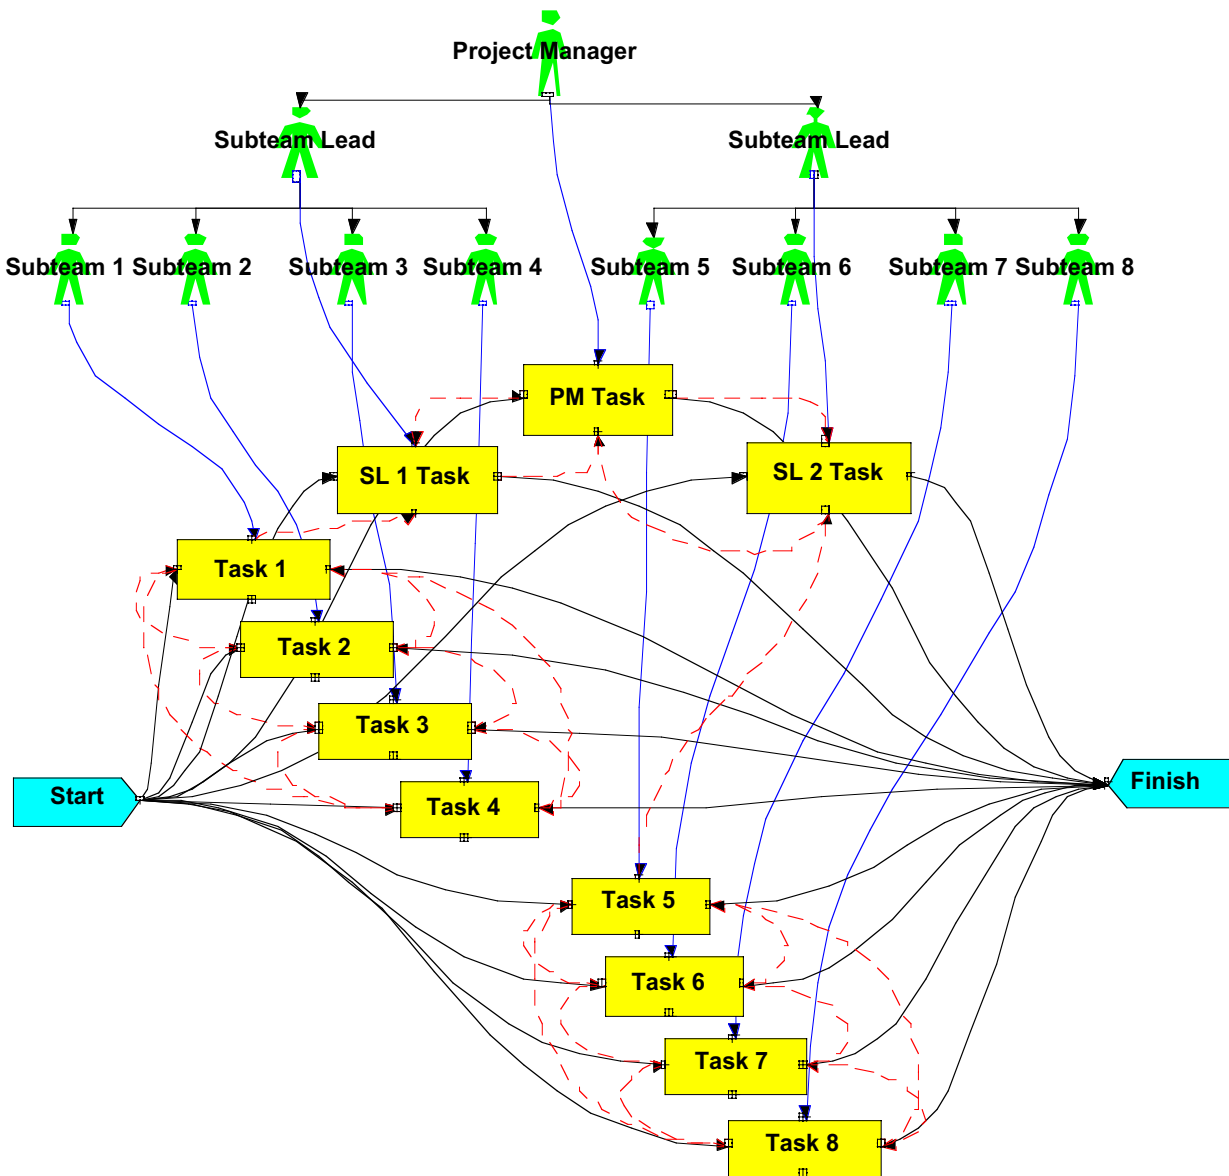 Project Manager
Subteam Lead
Subteam Lead
Subteam 1
Subteam 2
Subteam 3
Subteam 4
Subteam 5
Subteam 6
Subteam 7
Subteam 8
PM Task
SL 1 Task
SL 2 Task
Task 1
Task 2
Task 3
Task 4
Start
Finish
Task 5
Task 6
Task 7
Task 8